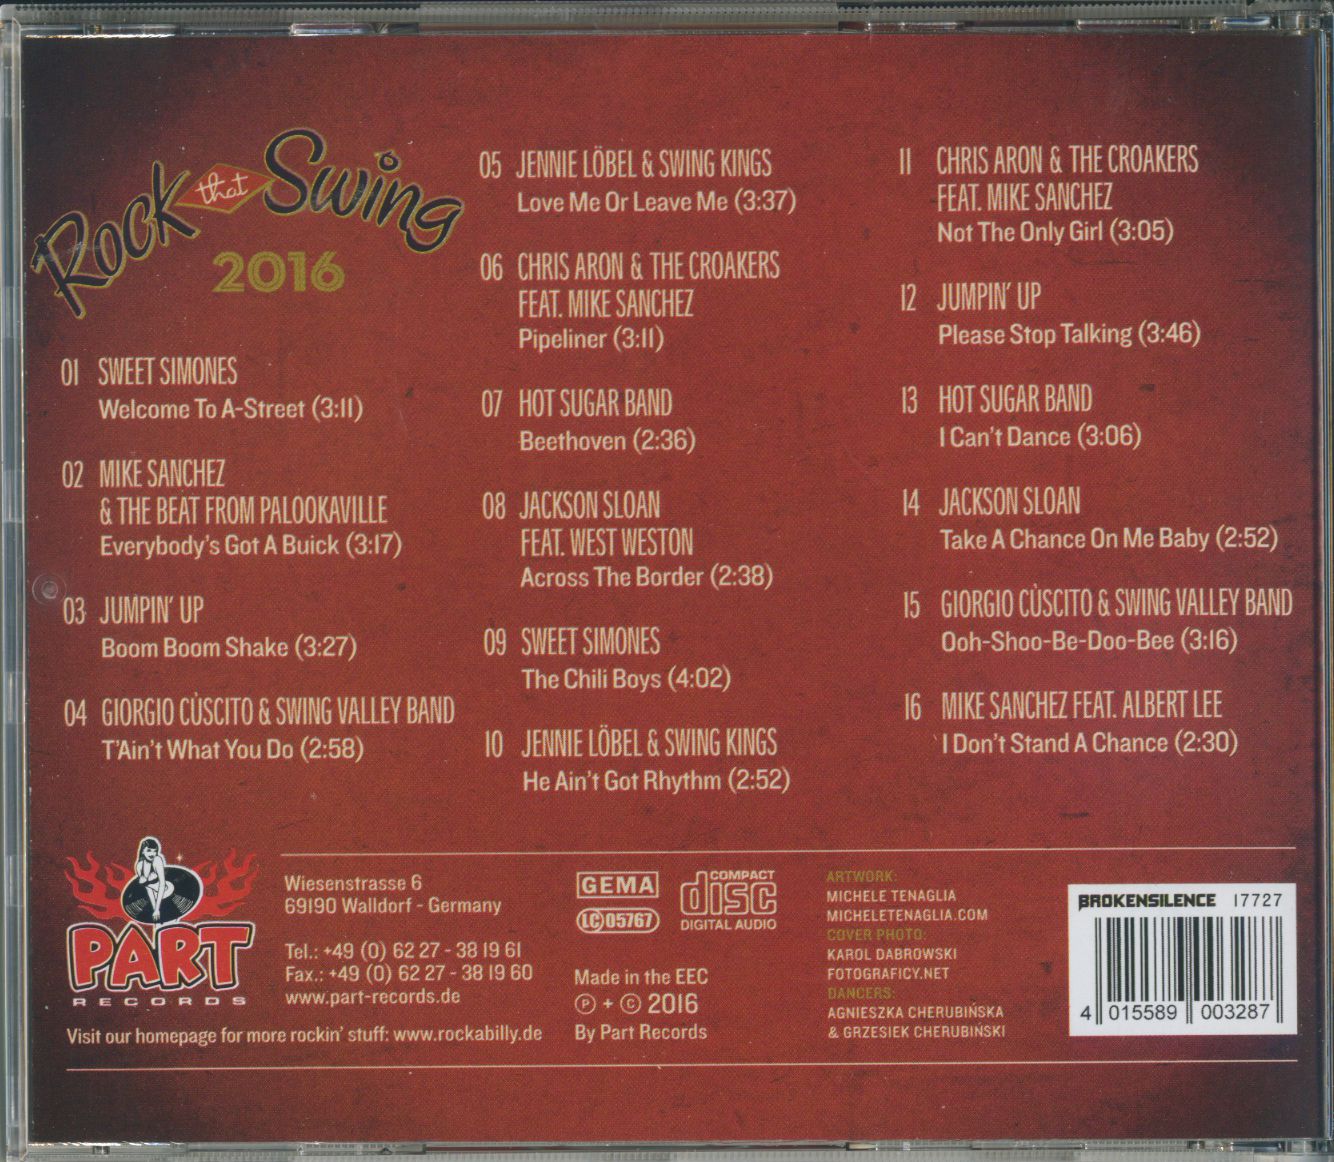 Rock that Swing
2016
01 SWEET SIMONES
Welcome To A-Street (3:11)
02 MIKE SANCHEZ
& THE BEAT FROM PALOOKAVILLE
Everybody's Got A Buick (3:17)
03 JUMPIN' UP
Boom Boom Shake (3:27)
04 GIORGIO CÙSCITO & SWING VALLEY BAND
T'Ain't What You Do (2:58)
05 JENNIE LÖBEL & SWING KINGS
Love Me Or Leave Me (3:37)
06 CHRIS ARON & THE CROAKERS
FEAT. MIKE SANCHEZ
Pipeliner (3:11)
07 HOT SUGAR BAND
Beethoven (2:36)
08 JACKSON SLOAN
FEAT. WEST WESTON
Across The Border (2:38)
09 SWEET SIMONES
The Chili Boys (4:02)
10 JENNIE LÖBEL & SWING KINGS
He Ain't Got Rhythm (2:52)
11 CHRIS ARON & THE CROAKERS
FEAT. MIKE SANCHEZ
Not The Only Girl (3:05)
12 JUMPIN' UP
Please Stop Talking (3:46)
13 HOT SUGAR BAND
I Can't Dance (3:06)
14 JACKSON SLOAN
Take A Chance On Me Baby (2:52)
15 GIORGIO CÙSCITO & SWING VALLEY BAND
Ooh-Shoo-Be-Doo-Bee (3:16)
16 MIKE SANCHEZ FEAT. ALBERT LEE
I Don't Stand A Chance (2:30)
PART
RECORDS
Wiesenstrasse 6
69190 Walldorf - Germany
Tel.: +49 (0) 62 27 - 38 19 61
Fax.: +49 (0) 62 27 - 38 19 60
www.part-records.de
Visit our homepage for more rockin' stuff: www.rockabilly.de
GEMA
LC 05767
COMPACT
disc
DIGITAL AUDIO
Made in the EEC
Ⓟ + © 2016
By Part Records
ARTWORK:
MICHELE TENAGLIA
MICHELETENAGLIA.COM
COVER PHOTO:
KAROL DABROWSKI
FOTOGRAFICY.NET
DANCERS:
AGNIESZKA CHERUBIŃSKA
& GRZESIEK CHERUBIŃSKI
BROKENSILENCE 17727
4 015589 003287